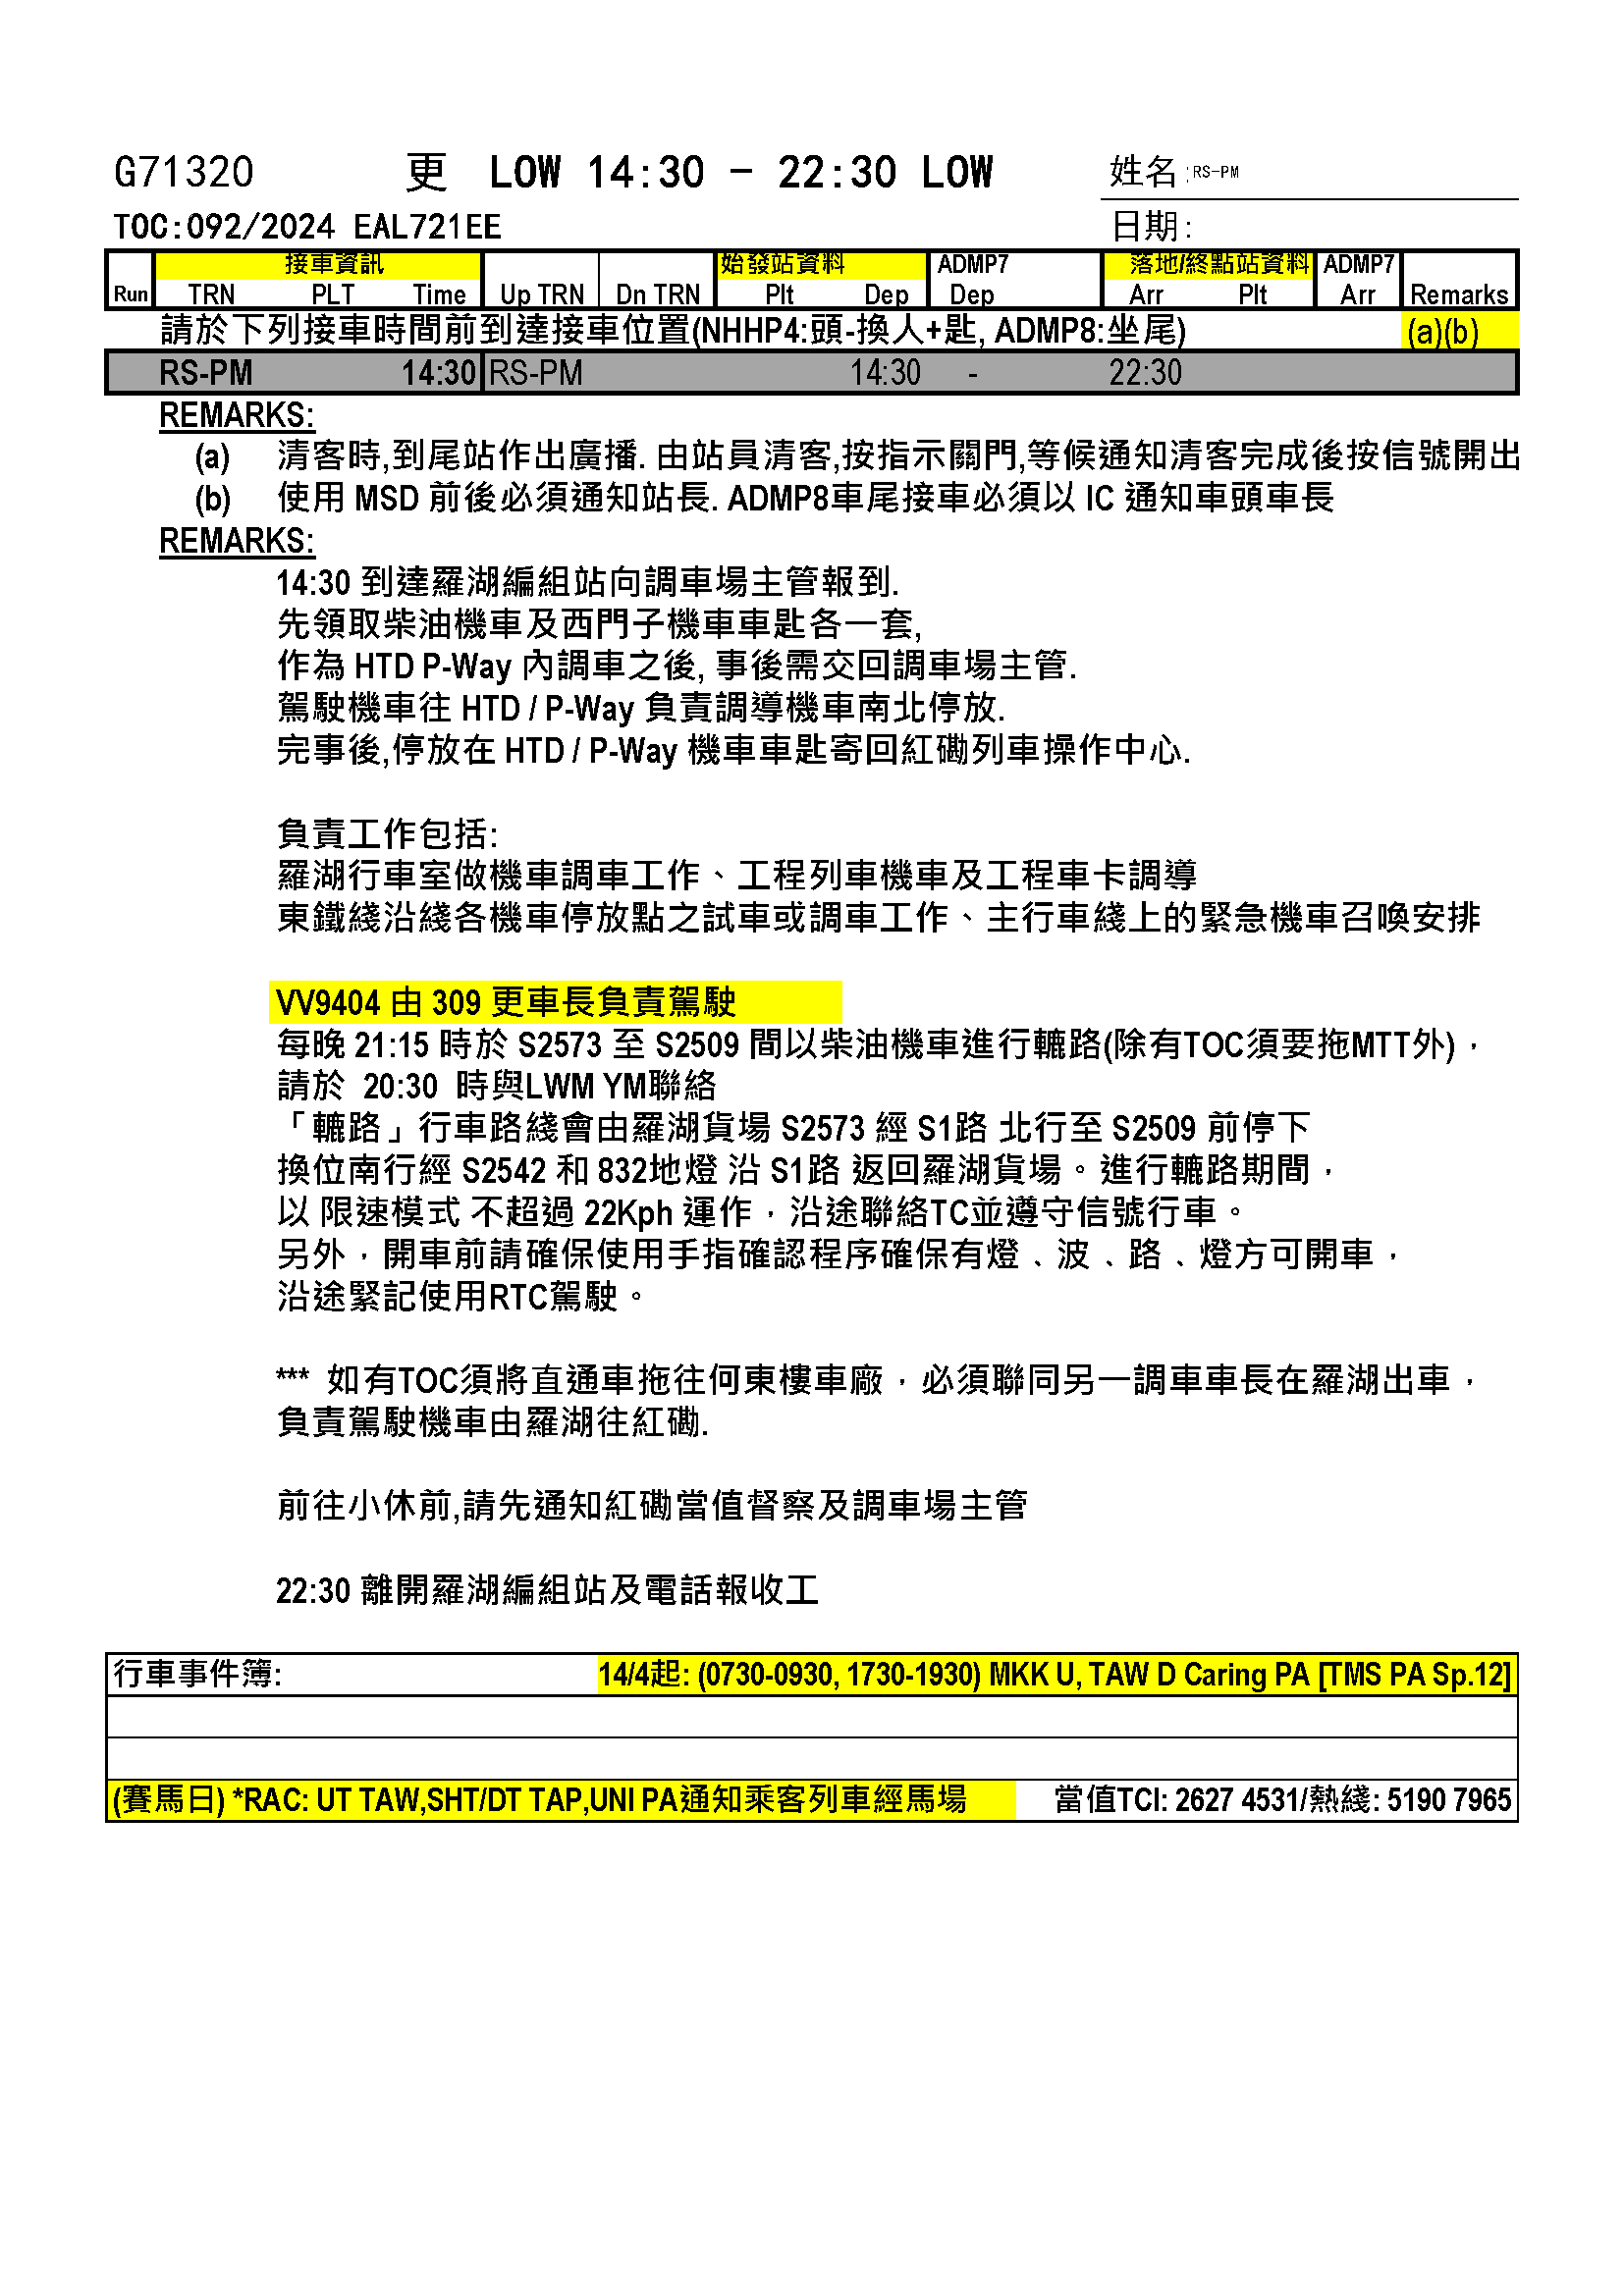 G71320 更 LOW 14:30 - 22:30 LOW 姓名:RS-PM
TOC:092/2024 EAL721EE 日期:
接車資訊 始發站資料 ADMP7 落地/終點站資料 ADMP7
Run TRN PLT Time Up TRN Dn TRN Plt Dep Dep Arr Plt Arr Remarks
請於下列接車時間前到達接車位置(NHHP4:頭-換人+匙, ADMP8:坐尾) (a)(b)
RS-PM 14:30 RS-PM 14:30 - 22:30
REMARKS:
(a) 清客時,到尾站作出廣播. 由站員清客,按指示關門,等候通知清客完成後按信號開出
(b) 使用 MSD 前後必須通知站長. ADMP8車尾接車必須以 IC 通知車頭車長
REMARKS:
14:30 到達羅湖編組站向調車場主管報到.
先領取柴油機車及西門子機車車匙各一套,
作為 HTD P-Way 內調車之後, 事後需交回調車場主管.
駕駛機車往 HTD / P-Way 負責調導機車南北停放.
完事後,停放在 HTD / P-Way 機車車匙寄回紅磡列車操作中心.
負責工作包括:
羅湖行車室做機車調車工作、工程列車機車及工程車卡調導
東鐵綫沿綫各機車停放點之試車或調車工作、主行車綫上的緊急機車召喚安排
VV9404 由 309 更車長負責駕駛
每晚 21:15 時於 S2573 至 S2509 間以柴油機車進行轆路(除有TOC須要拖MTT外)，
請於 20:30 時與LWM YM聯絡
「轆路」行車路綫會由羅湖貨場 S2573 經 S1路 北行至 S2509 前停下
換位南行經 S2542 和 832地燈 沿 S1路 返回羅湖貨場。進行轆路期間，
以 限速模式 不超過 22Kph 運作，沿途聯絡TC並遵守信號行車。
另外，開車前請確保使用手指確認程序確保有燈﹑波﹑路﹑燈方可開車，
沿途緊記使用RTC駕駛。
*** 如有TOC須將直通車拖往何東樓車廠，必須聯同另一調車車長在羅湖出車，
負責駕駛機車由羅湖往紅磡.
前往小休前,請先通知紅磡當值督察及調車場主管
22:30 離開羅湖編組站及電話報收工
行車事件簿: 14/4起: (0730-0930, 1730-1930) MKK U, TAW D Caring PA [TMS PA Sp.12]
(賽馬日) *RAC: UT TAW,SHT/DT TAP,UNI PA通知乘客列車經馬場 當值TCI: 2627 4531/熱綫: 5190 7965